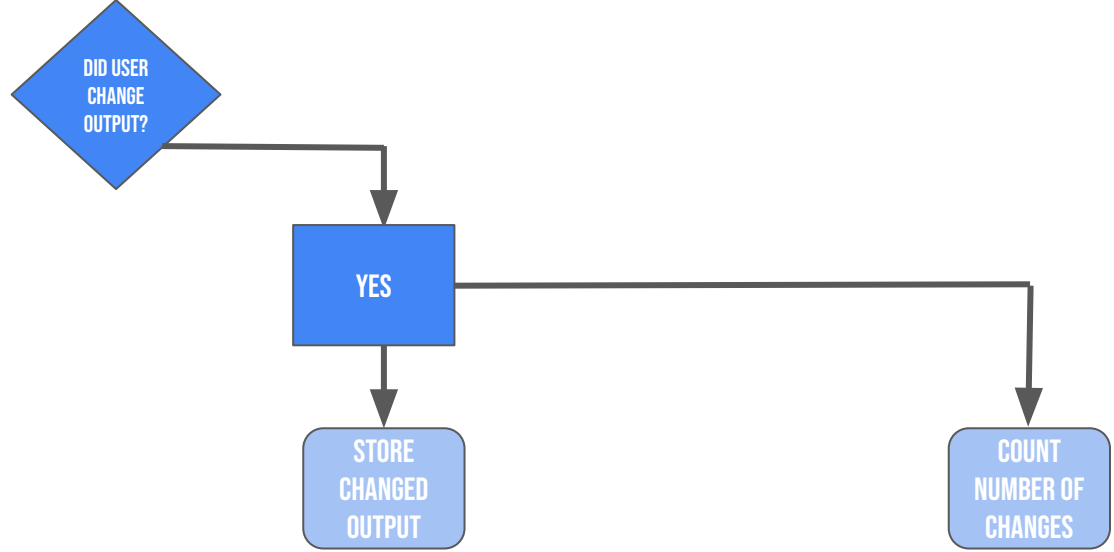 DID USER
CHANGE
OUTPUT?
YES
STORE
CHANGED
OUTPUT
COUNT
NUMBER OF
CHANGES